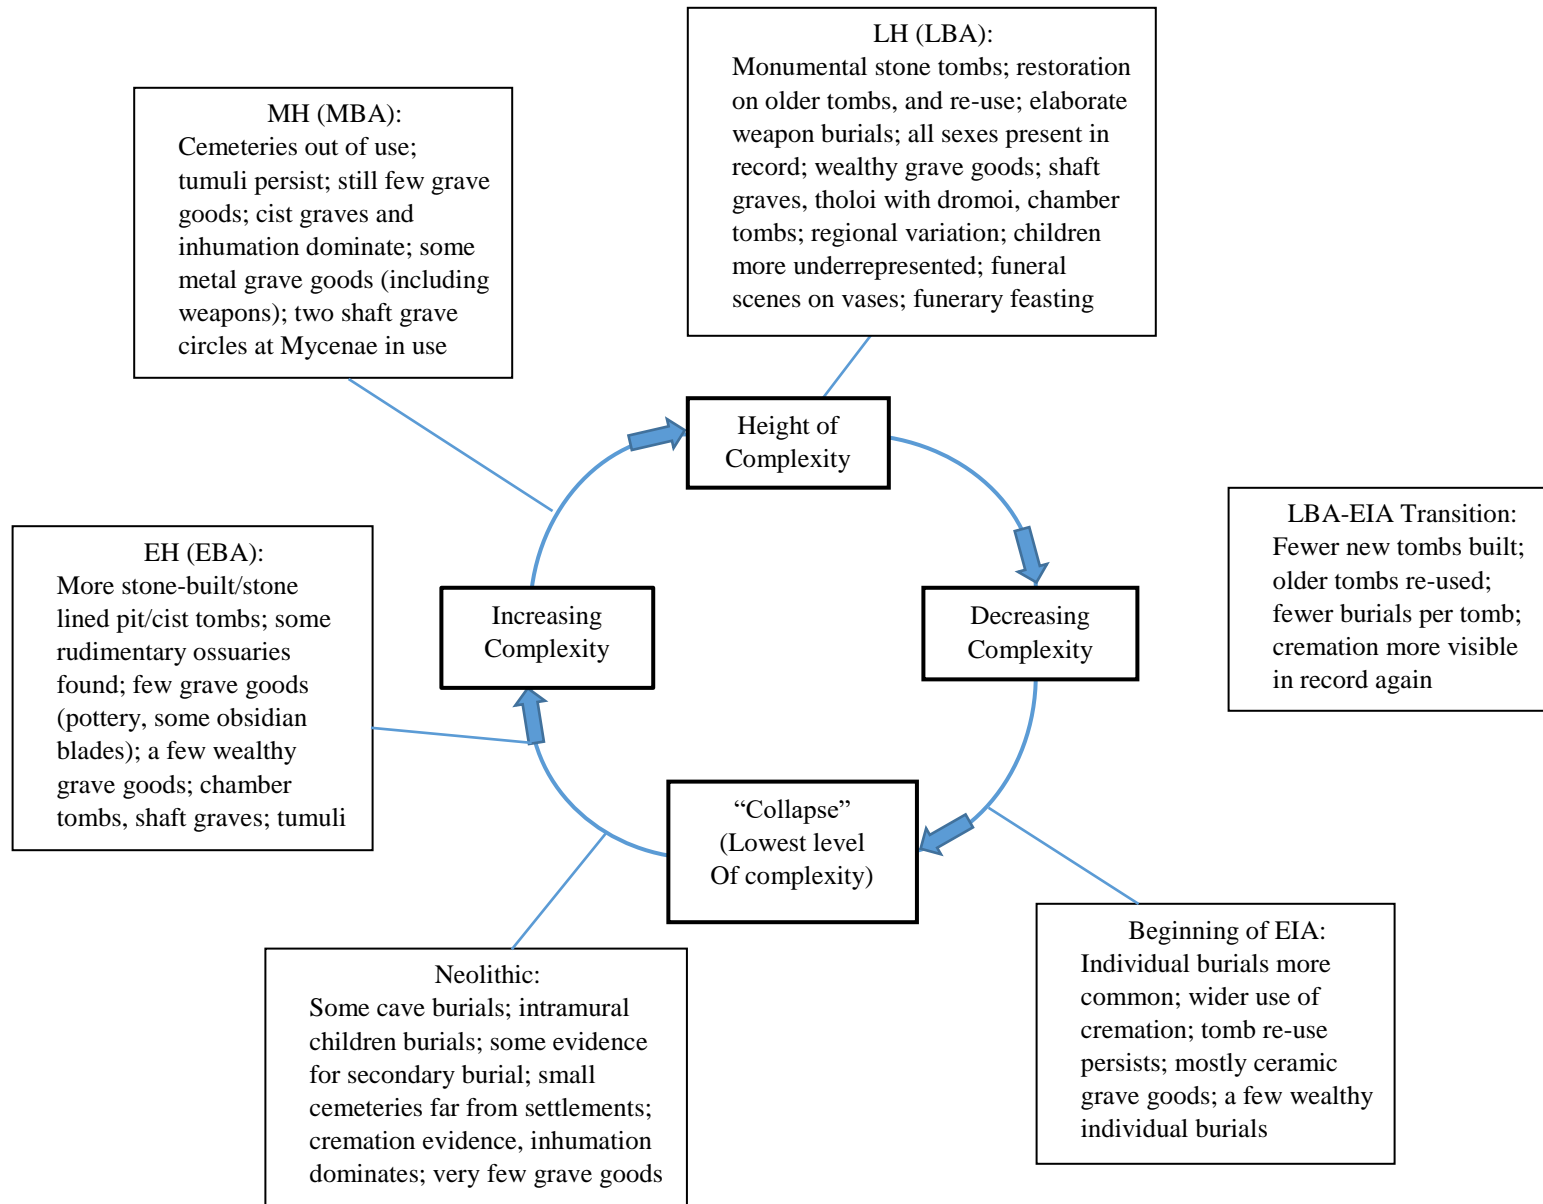 LH (LBA):
Monumental stone tombs; restoration
on older tombs, and re-use; elaborate
weapon burials; all sexes present in
record; wealthy grave goods; shaft
graves, tholoi with dromoi, chamber
tombs; regional variation; children
more underrepresented; funeral
scenes on vases; funerary feasting
MH (MBA):
Cemeteries out of use;
tumuli persist; still few grave
goods; cist graves and
inhumation dominate; some
metal grave goods (including
weapons); two shaft grave
circles at Mycenae in use
Height of
Complexity
LBA-EIA Transition:
Fewer new tombs built;
older tombs re-used;
fewer burials per tomb;
cremation more visible
in record again
EH (EBA):
More stone-built/stone
lined pit/cist tombs; some
rudimentary ossuaries
found; few grave goods
(pottery, some obsidian
blades); a few wealthy
grave goods; chamber
tombs, shaft graves; tumuli
Increasing
Complexity
Decreasing
Complexity
“Collapse”
(Lowest level
Of complexity)
Beginning of EIA:
Individual burials more
common; wider use of
cremation; tomb re-use
persists; mostly ceramic
grave goods; a few wealthy
individual burials
Neolithic:
Some cave burials; intramural
children burials; some evidence
for secondary burial; small
cemeteries far from settlements;
cremation evidence, inhumation
dominates; very few grave goods